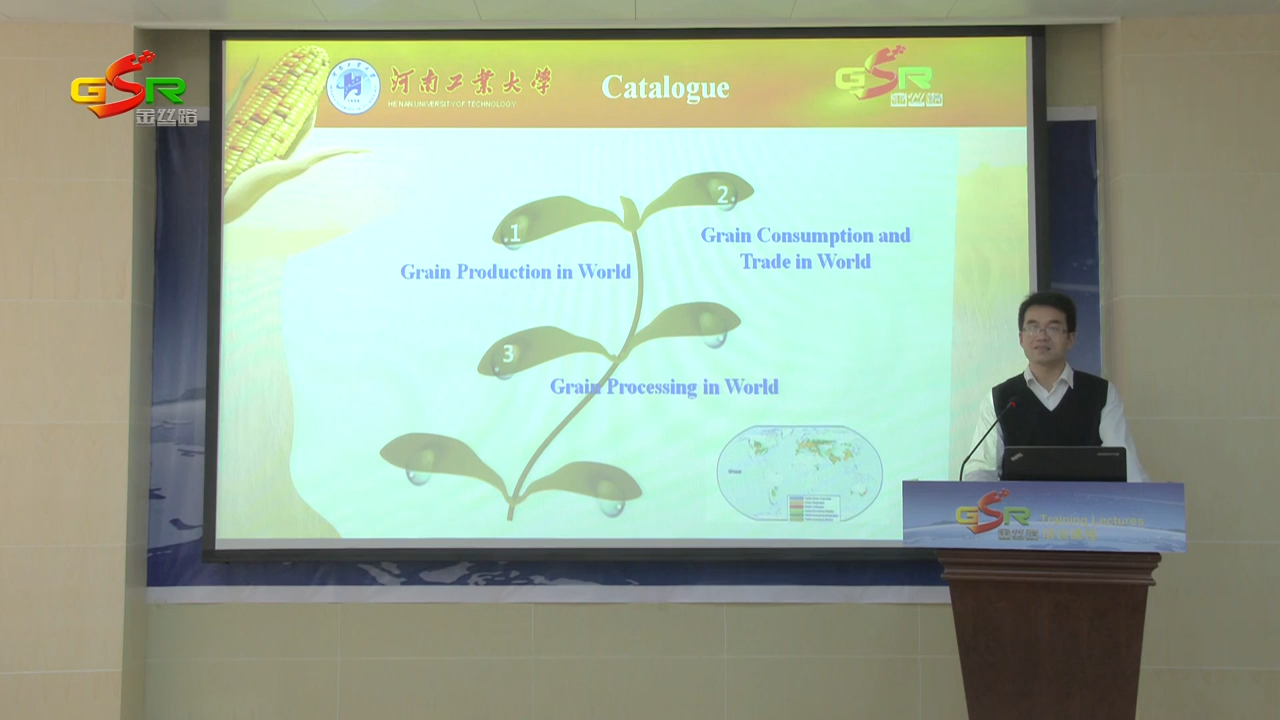 GSR
金丝路
河南工業大學
HE'NAN UNIVERSITY OF TECHNOLOGY
Catalogue
GSR
金丝路
1
2.
Grain Production in World
Grain Consumption and
Trade in World
3
Grain Processing in World
GSR
金丝路
Training Lectures